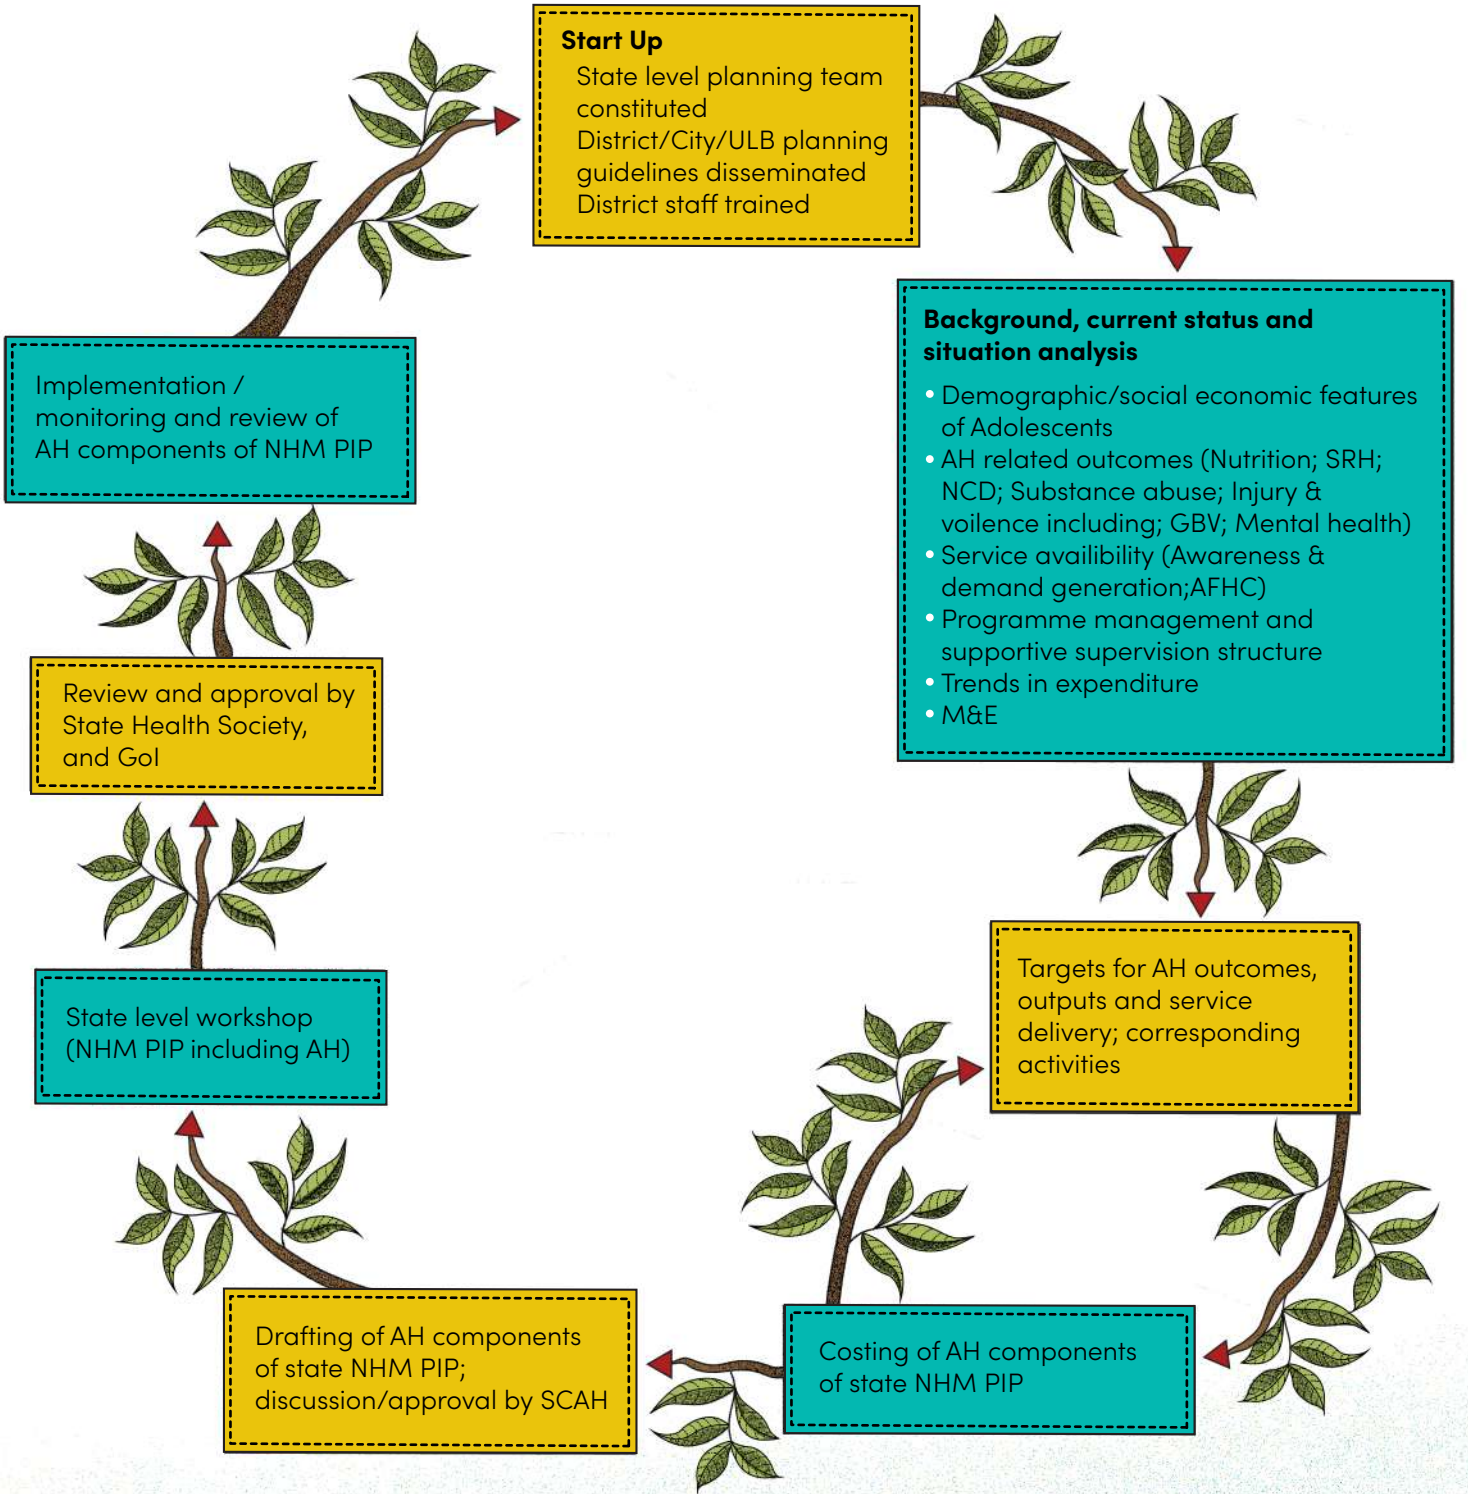 Start Up
State level planning team
constituted
District/City/ULB planning
guidelines disseminated
District staff trained
Background, current status and
situation analysis
• Demographic/social economic features
of Adolescents
• AH related outcomes (Nutrition; SRH;
NCD; Substance abuse; Injury &
voilence including; GBV; Mental health)
• Service availibility (Awareness &
demand generation;AFHC)
• Programme management and
supportive supervision structure
• Trends in expenditure
• M&E
Targets for AH outcomes,
outputs and service
delivery; corresponding
activities
Costing of AH components
of state NHM PIP
Drafting of AH components
of state NHM PIP;
discussion/approval by SCAH
State level workshop
(NHM PIP including AH)
Review and approval by
State Health Society,
and GoI
Implementation /
monitoring and review of
AH components of NHM PIP